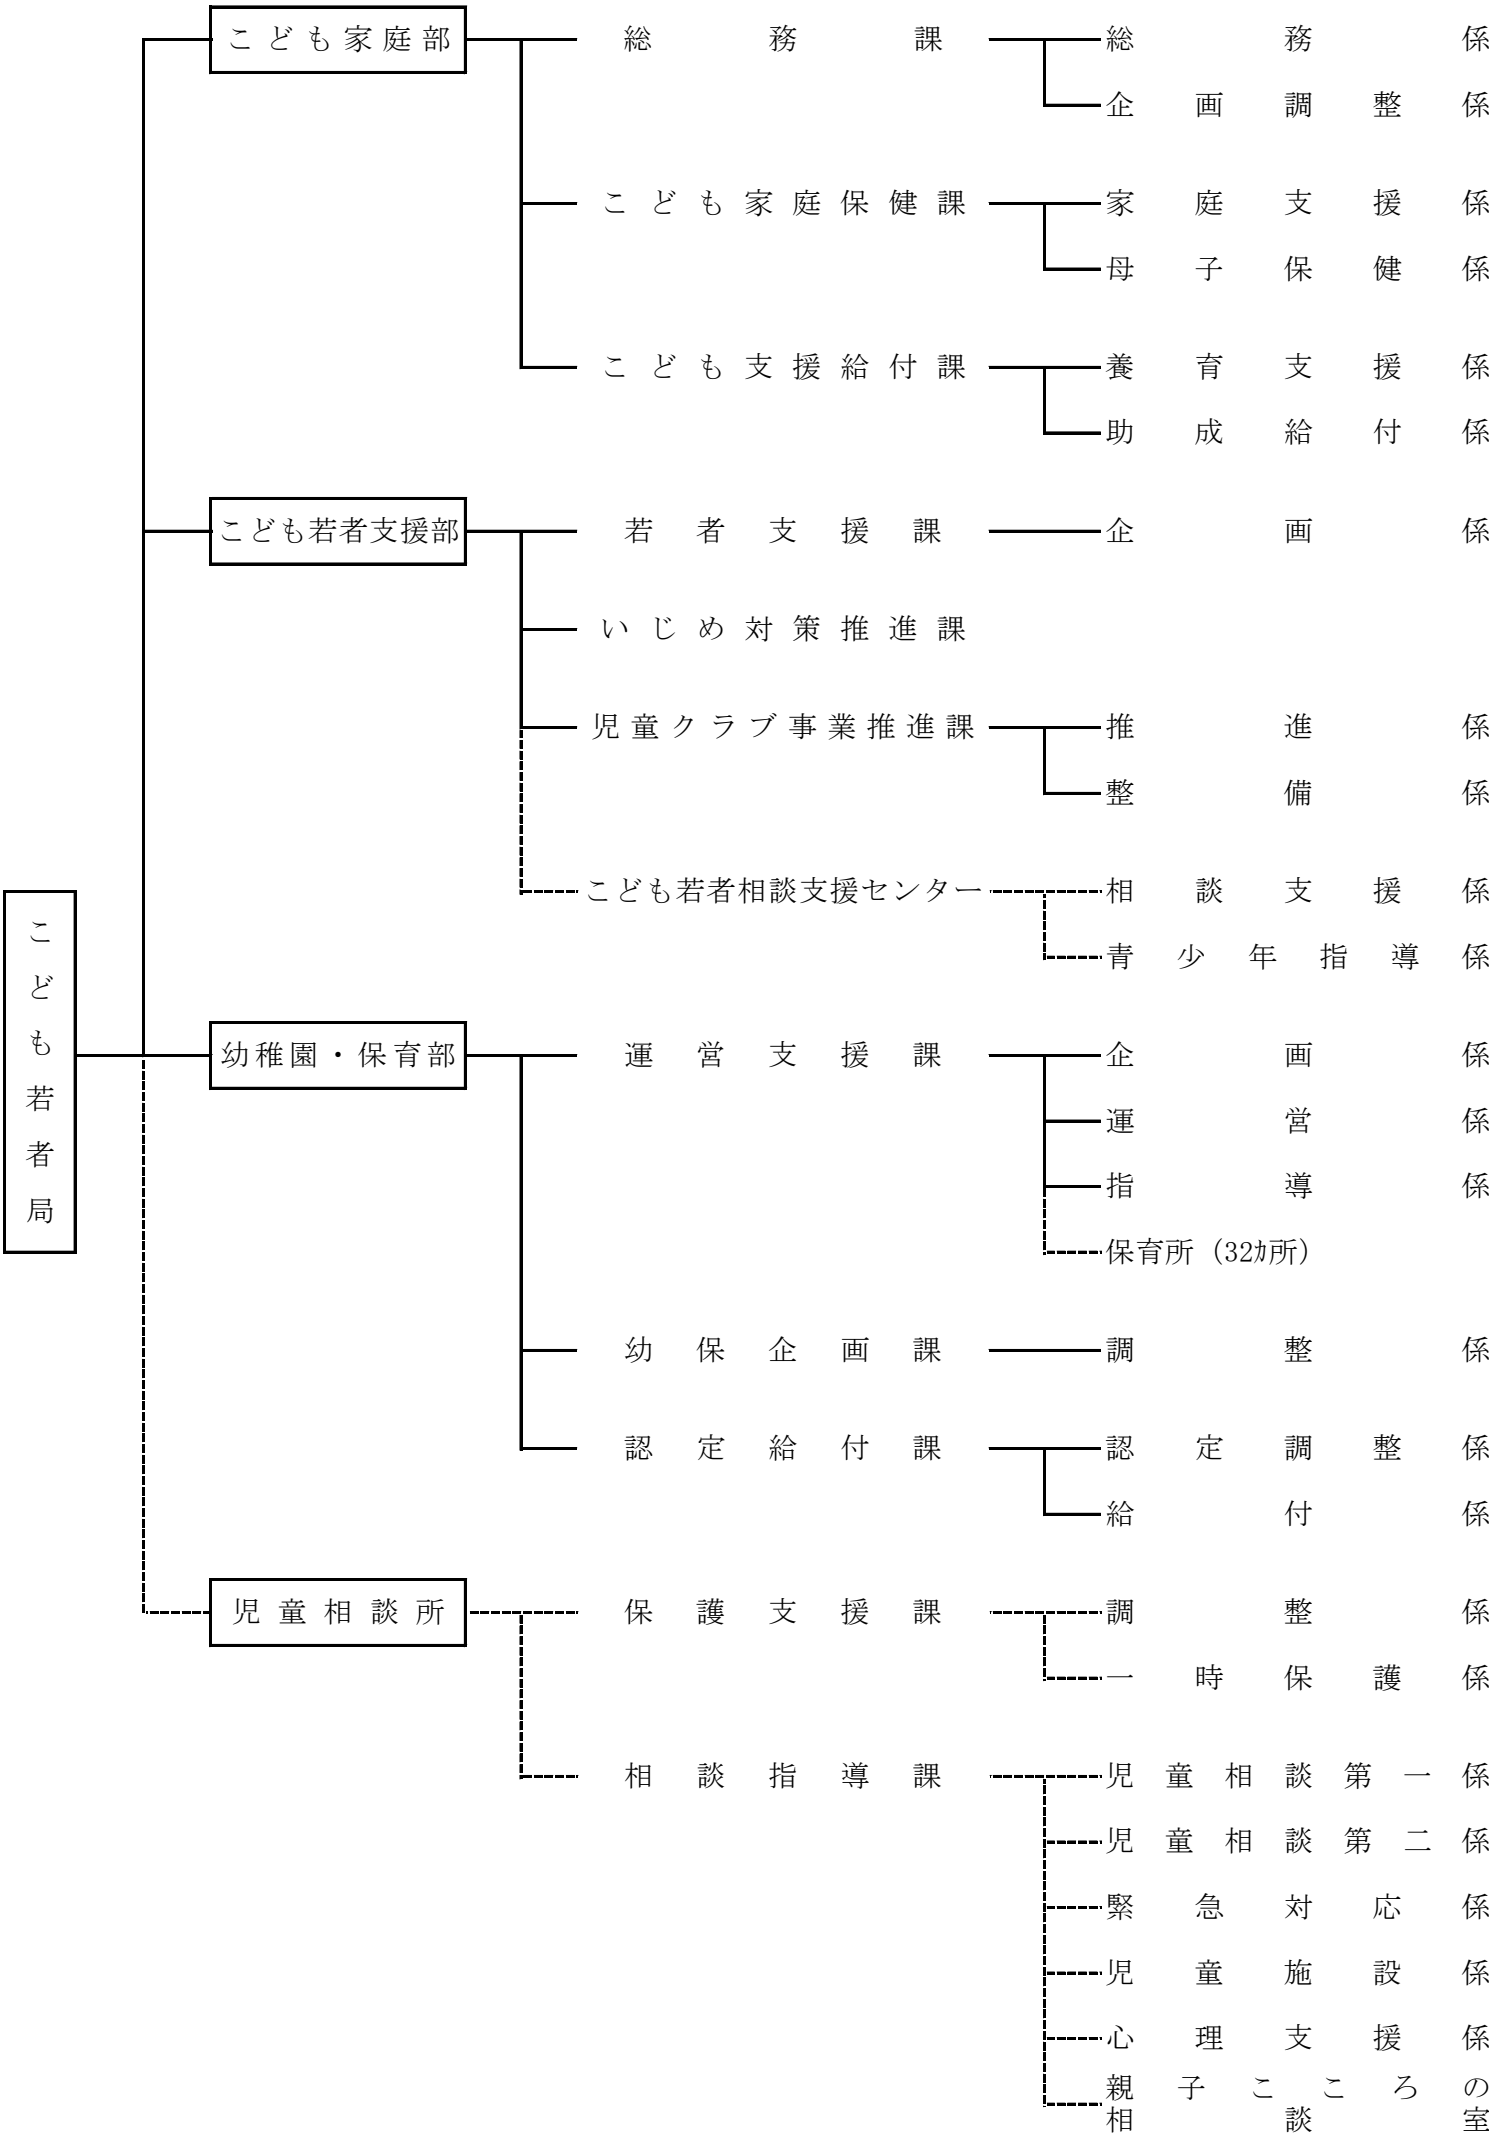 こども家庭部 総務課 総務係
企画調整係
こども家庭保健課 家庭支援係
母子保健係
こども支援給付課 養育支援係
助成給付係
こども若者支援部 若者支援課 企画係
いじめ対策推進課
児童クラブ事業推進課 推進係
整備係
こども若者相談支援センター 相談支援係
青少年指導係
こども若者局
幼稚園・保育部 運営支援課 企画係
運営係
指導係
保育所（32ｶ所）
幼保企画課 調整係
認定給付課 認定調整係
給付係
児童相談所 保護支援課 調整係
一時保護係
相談指導課 児童相談第一係
児童相談第二係
緊急対応係
児童施設係
心理支援係
親子こころの
相談室